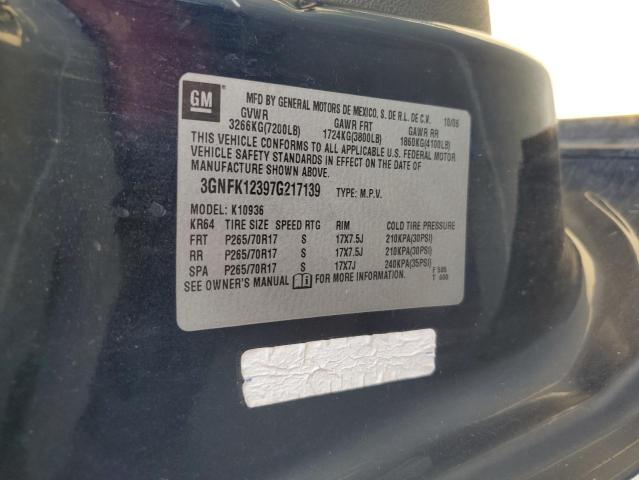 GM
MFD BY GENERAL MOTORS DE MEXICO, S. DE R.L. DE C.V. 10/06
GVWR GAWR FRT GAWR RR
3266KG(7200LB) 1724KG(3800LB) 1860KG(4100LB)
THIS VEHICLE CONFORMS TO ALL APPLICABLE U.S. FEDERAL MOTOR
VEHICLE SAFETY STANDARDS IN EFFECT ON THE DATE OF
MANUFACTURE SHOWN ABOVE.
3GNFK12397G217139 TYPE: M.P.V.
MODEL: K10936
KR64 TIRE SIZE SPEED RTG RIM COLD TIRE PRESSURE
FRT P265/70R17 S 17X7.5J 210KPA(30PSI)
RR P265/70R17 S 17X7.5J 210KPA(30PSI)
SPA P265/70R17 S 17X7J 240KPA(35PSI)
SEE OWNER'S MANUAL FOR MORE INFORMATION.